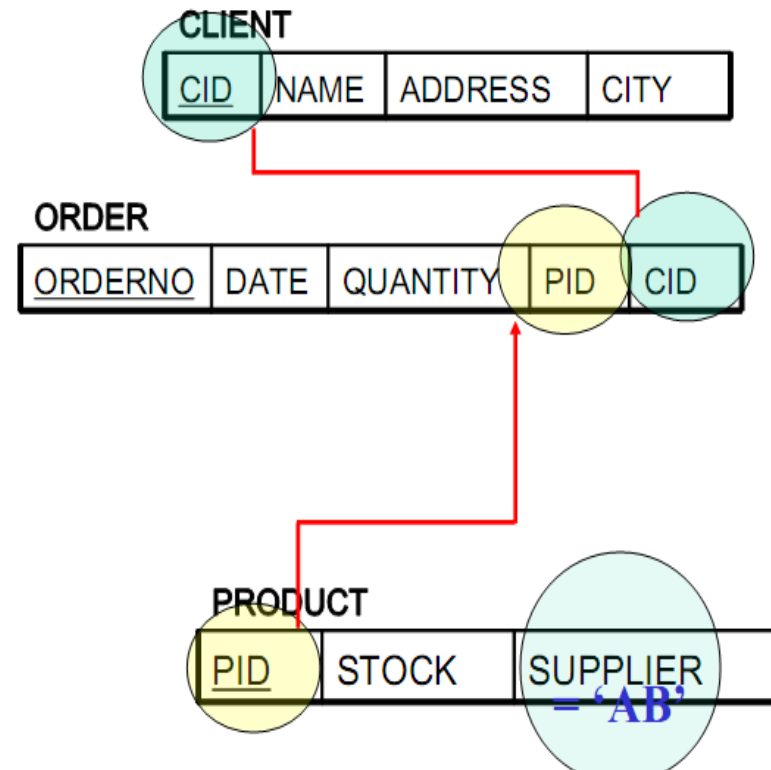 CLIENT
CID NAME ADDRESS CITY
ORDER
ORDERNO DATE QUANTITY PID CID
PRODUCT
PID STOCK SUPPLIER
= ‘AB’